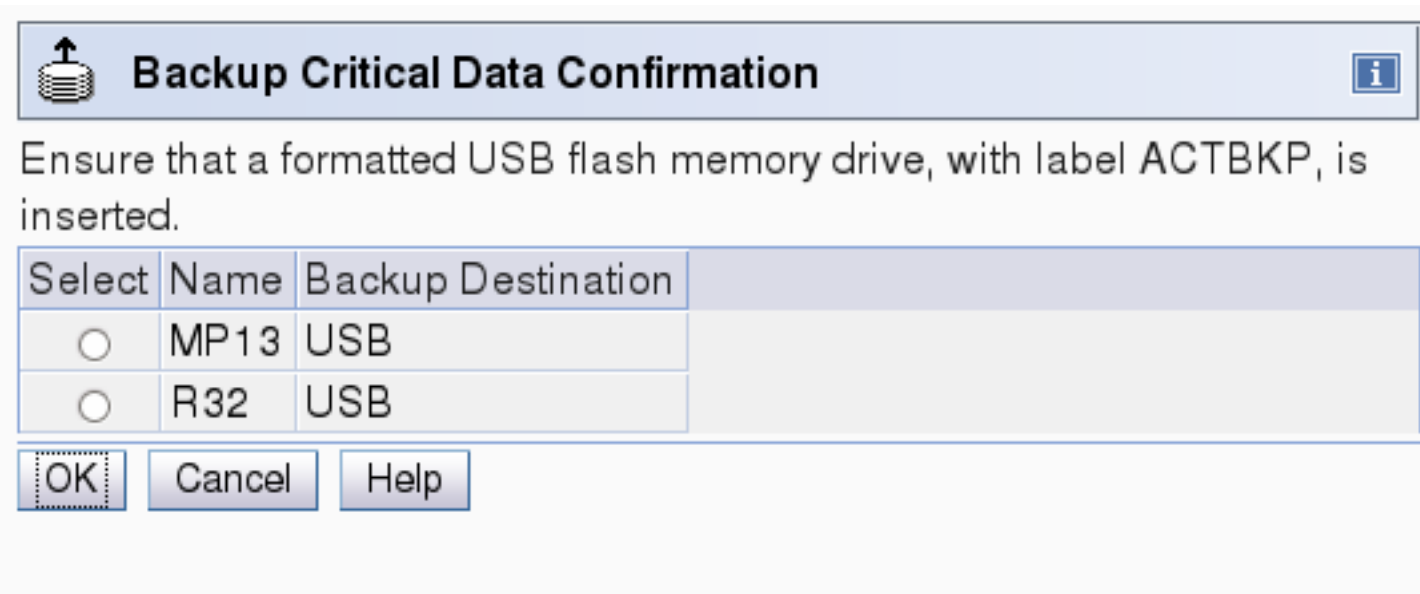 Backup Critical Data Confirmation
i
Ensure that a formatted USB flash memory drive, with label ACTBKP, is
inserted.
Select Name Backup Destination
MP13 USB
R32 USB
OK Cancel Help